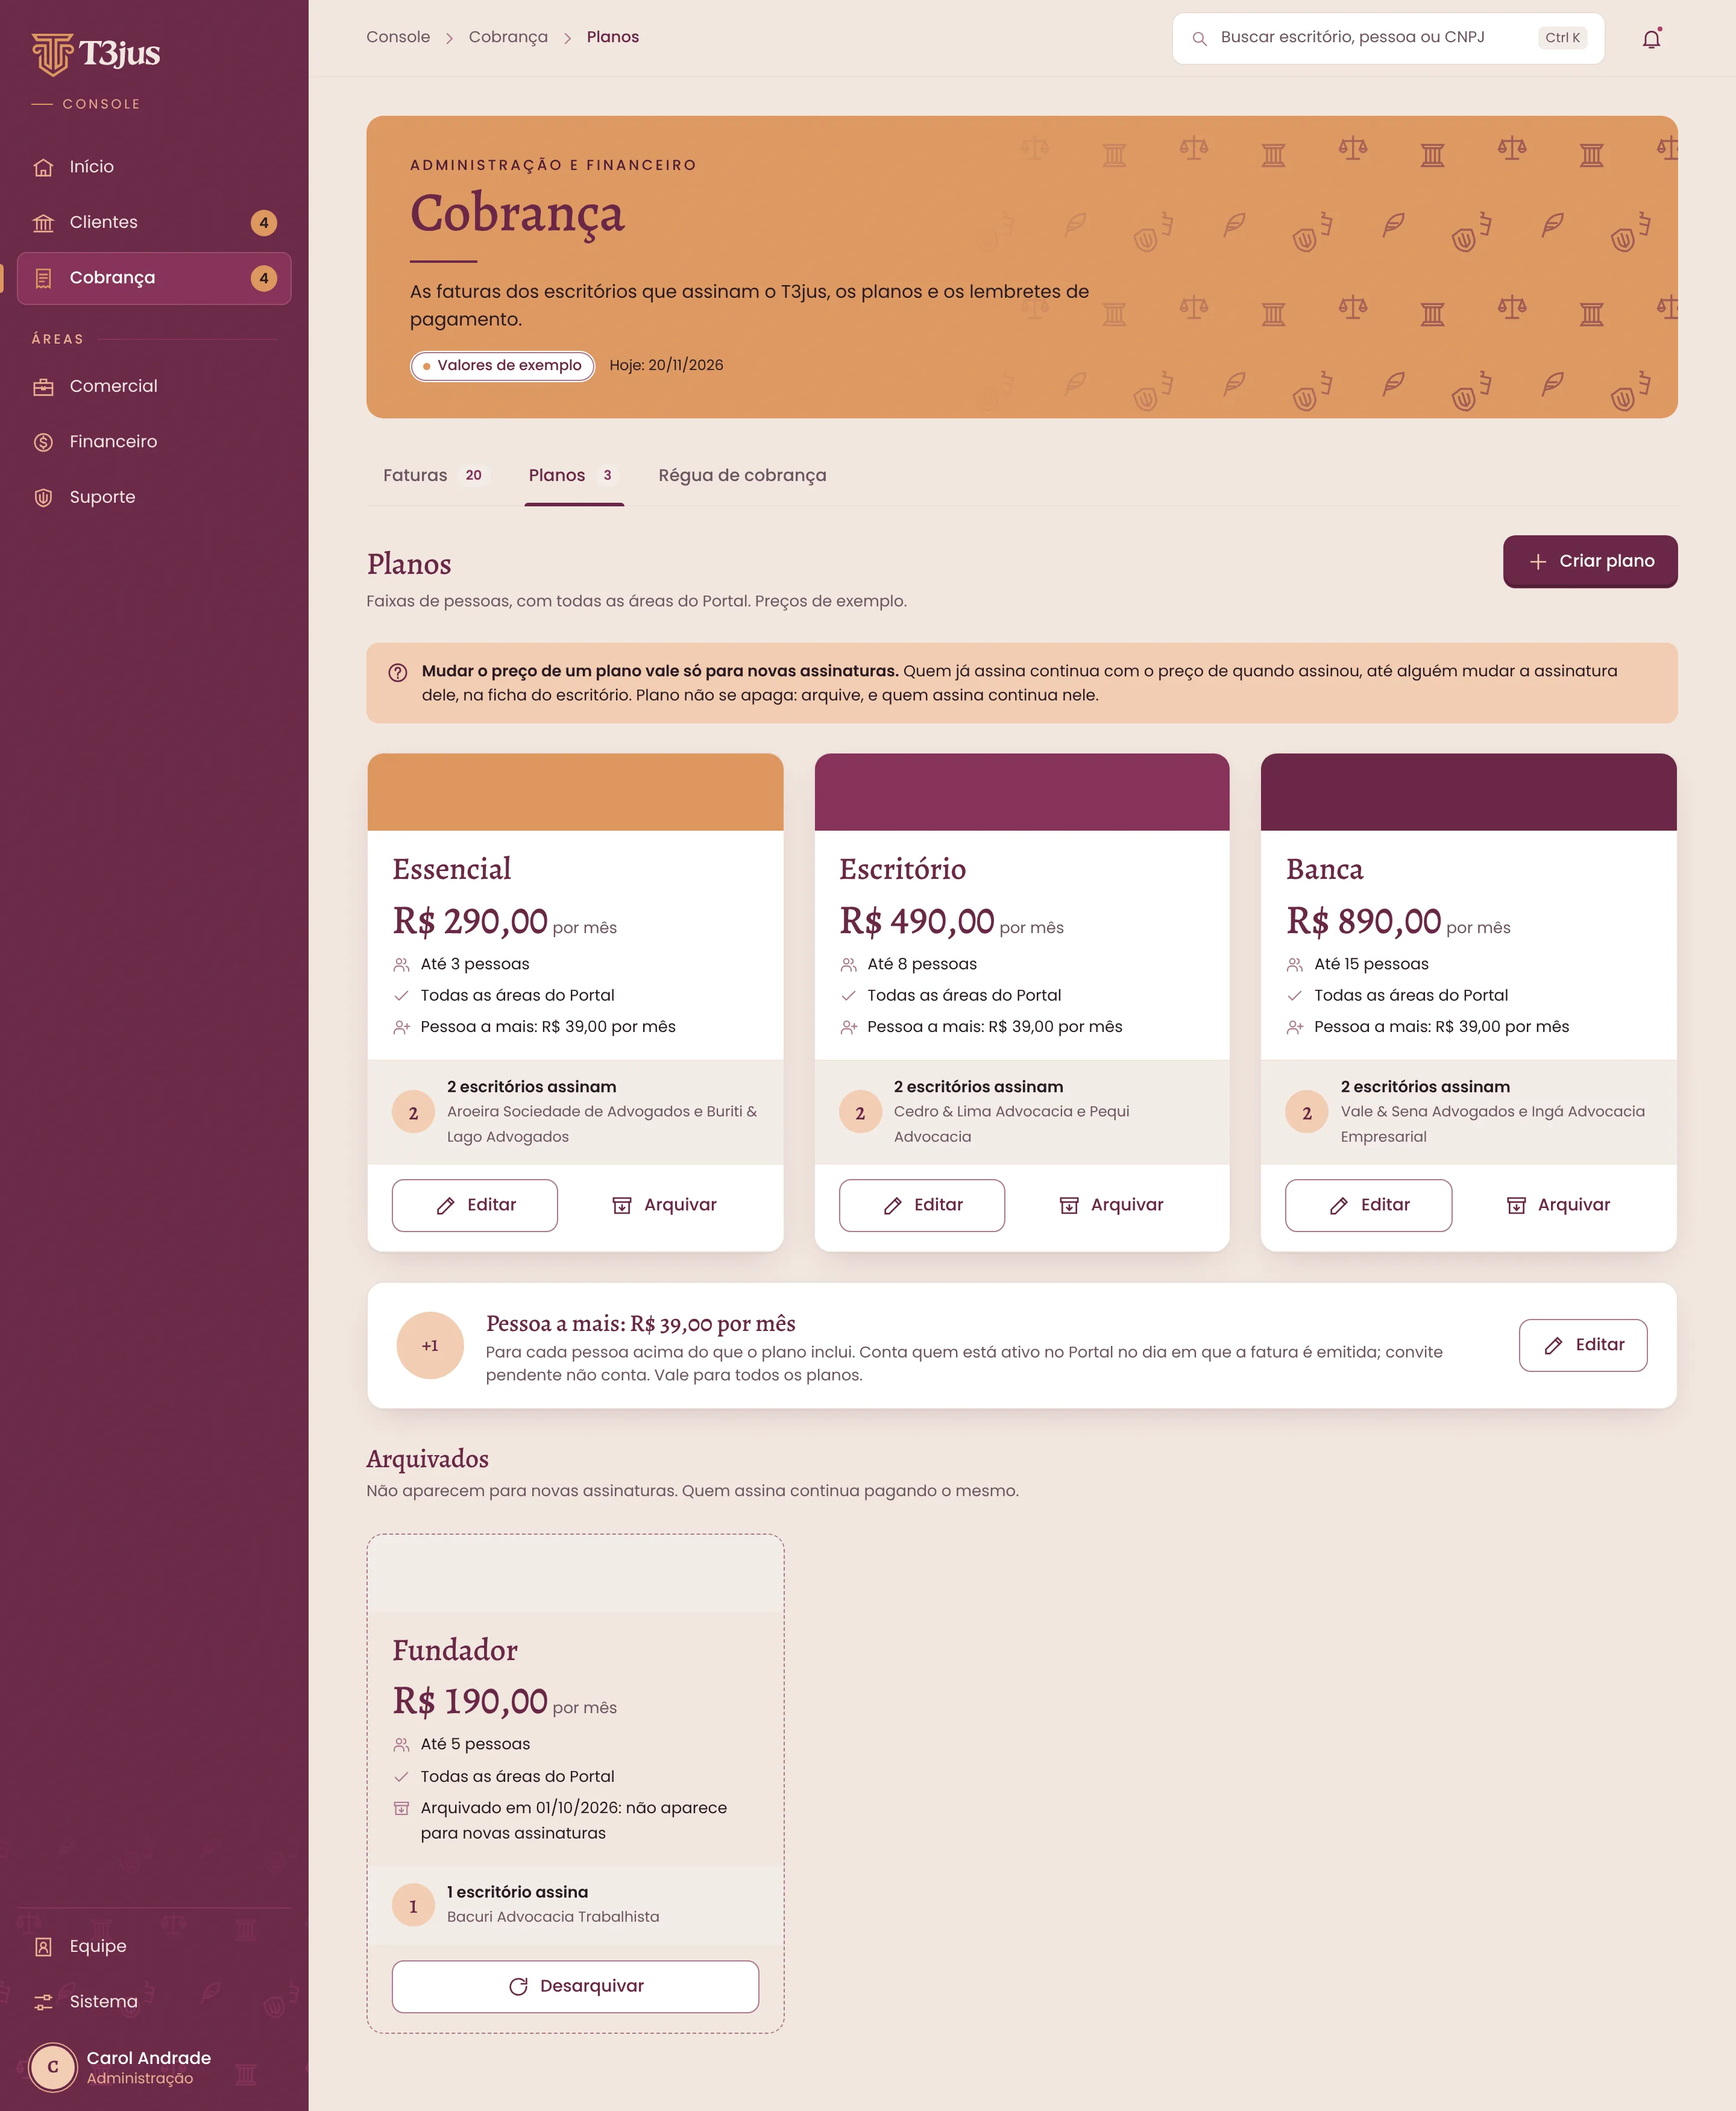 T3jus
CONSOLE
Início
Clientes 4
Cobrança 4
ÁREAS
Comercial
Financeiro
Suporte
Equipe
Sistema
C
Carol Andrade
Administração
Console > Cobrança > Planos
Buscar escritório, pessoa ou CNPJ Ctrl K
ADMINISTRAÇÃO E FINANCEIRO
Cobrança
As faturas dos escritórios que assinam o T3jus, os planos e os lembretes de
pagamento.
Valores de exemplo Hoje: 20/11/2026
Faturas 20 Planos 3 Régua de cobrança
Planos
Criar plano
Faixas de pessoas, com todas as áreas do Portal. Preços de exemplo.
Mudar o preço de um plano vale só para novas assinaturas. Quem já assina continua com o preço de quando assinou, até alguém mudar a assinatura
dele, na ficha do escritório. Plano não se apaga: arquive, e quem assina continua nele.
Essencial
R$ 290,00 por mês
Até 3 pessoas
Todas as áreas do Portal
Pessoa a mais: R$ 39,00 por mês
2
2 escritórios assinam
Aroeira Sociedade de Advogados e Buriti &
Lago Advogados
Editar Arquivar
Escritório
R$ 490,00 por mês
Até 8 pessoas
Todas as áreas do Portal
Pessoa a mais: R$ 39,00 por mês
2
2 escritórios assinam
Cedro & Lima Advocacia e Pequi
Advocacia
Editar Arquivar
Banca
R$ 890,00 por mês
Até 15 pessoas
Todas as áreas do Portal
Pessoa a mais: R$ 39,00 por mês
2
2 escritórios assinam
Vale & Sena Advogados e Ingá Advocacia
Empresarial
Editar Arquivar
+1
Pessoa a mais: R$ 39,00 por mês
Para cada pessoa acima do que o plano inclui. Conta quem está ativo no Portal no dia em que a fatura é emitida; convite
pendente não conta. Vale para todos os planos.
Editar
Arquivados
Não aparecem para novas assinaturas. Quem assina continua pagando o mesmo.
Fundador
R$ 190,00 por mês
Até 5 pessoas
Todas as áreas do Portal
Arquivado em 01/10/2026: não aparece
para novas assinaturas
1
1 escritório assina
Bacuri Advocacia Trabalhista
Desarquivar